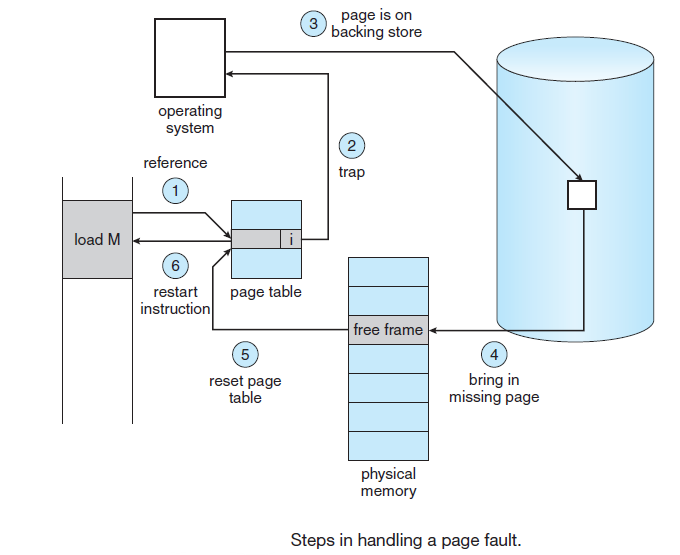 3
page is on
backing store
operating
system
2
trap
reference
1
load M
i
6
restart
instruction
page table
free frame
5
reset page
table
4
bring in
missing page
physical
memory
Steps in handling a page fault.